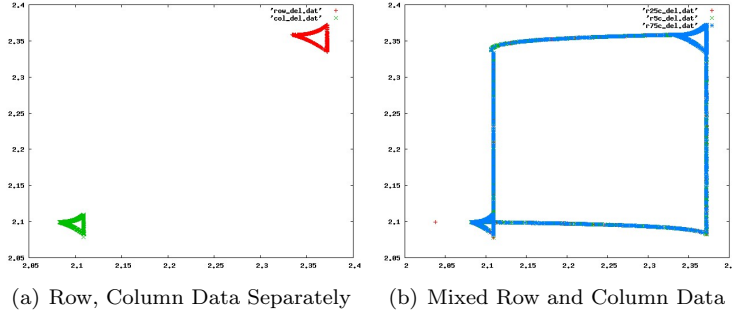 'row_del.dat' +
'col_del.dat' ×
2.4
2.35
2.3
2.25
2.2
2.15
2.1
2.05
2.05 2.1 2.15 2.2 2.25 2.3 2.35 2.4
(a) Row, Column Data Separately
'r25c_del.dat' +
'r5c_del.dat' ×
'r75c_del.dat' ×
2.4
2.35
2.3
2.25
2.2
2.15
2.1
2.05
2 2.1 2.15 2.2 2.25 2.3 2.35 2.4
(b) Mixed Row and Column Data